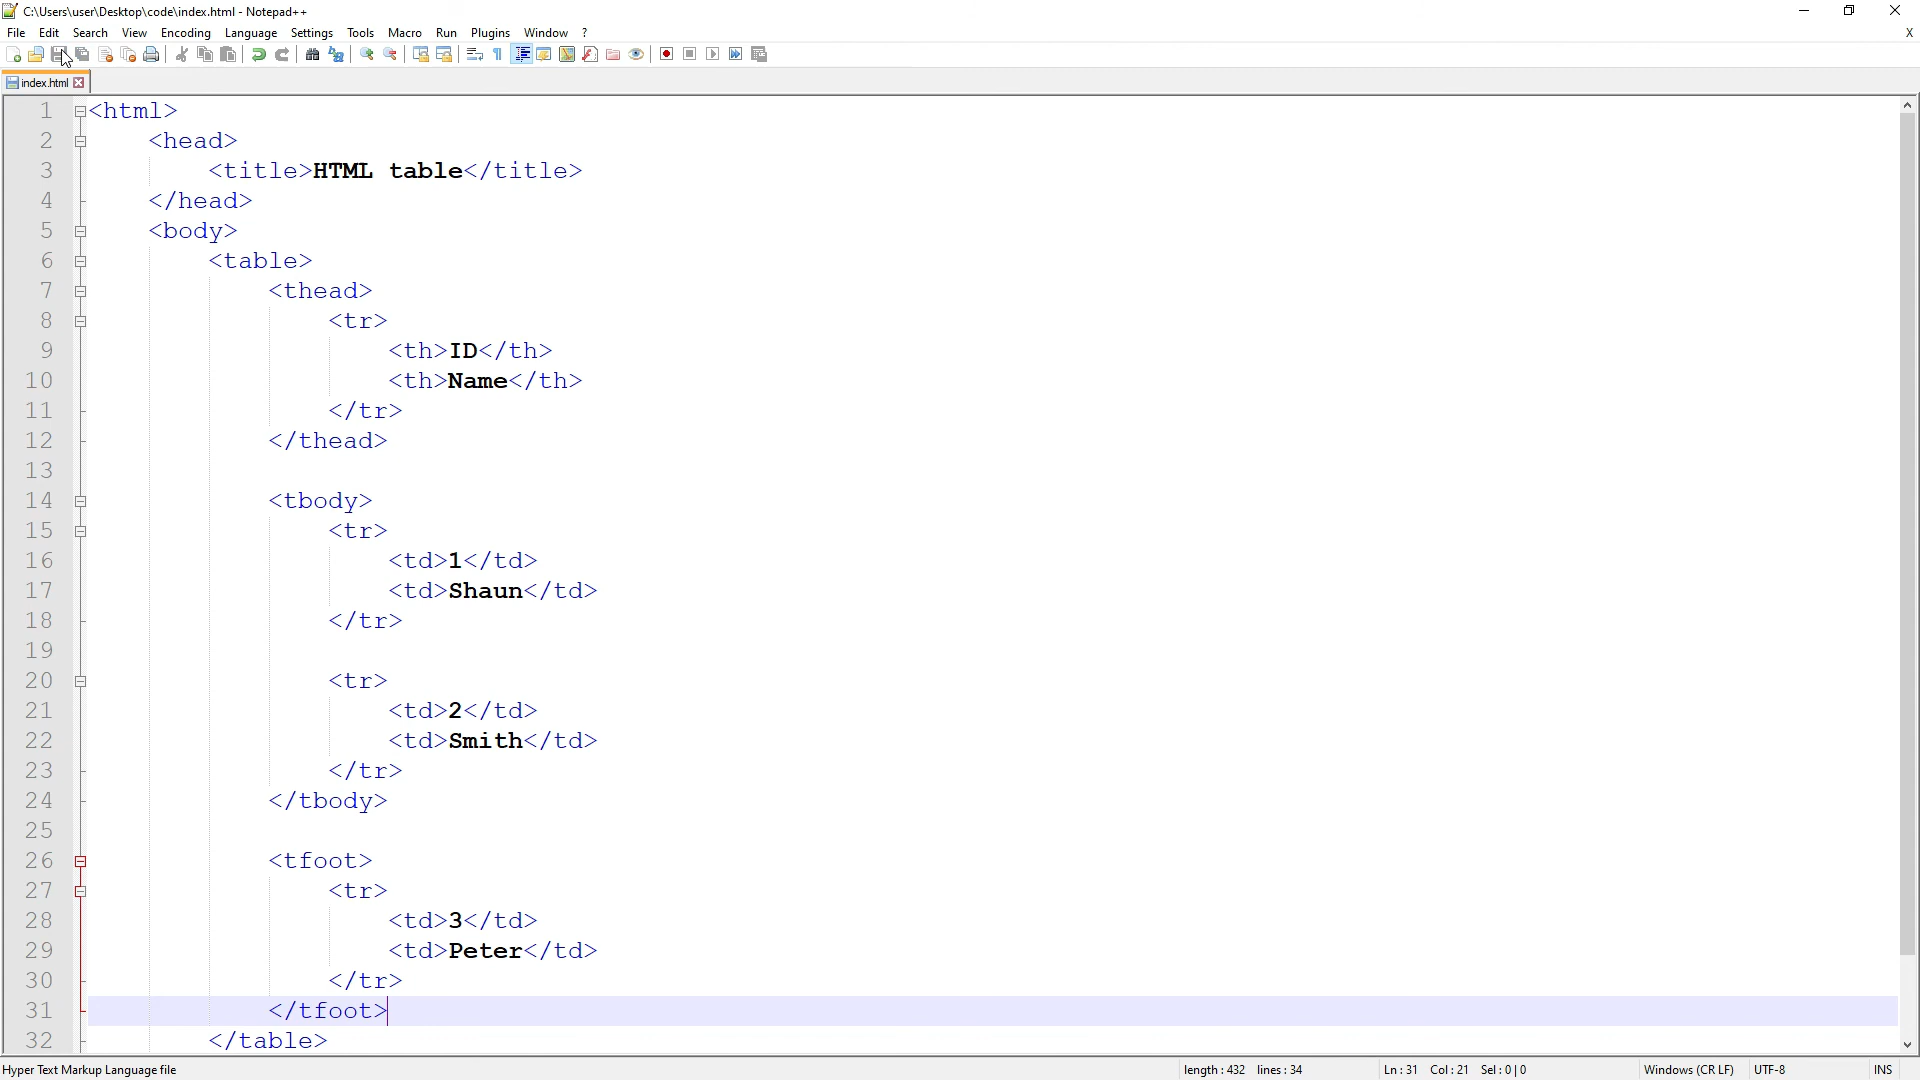 C:\Users\user\Desktop\code\index.html - Notepad++
File Edit Search View Encoding Language Settings Tools Macro Run Plugins Window ? X
index.html
1 <html>
2 <head>
3 <title>HTML table</title>
4 </head>
5 <body>
6 <table>
7 <thead>
8 <tr>
9 <th>ID</th>
10 <th>Name</th>
11 </tr>
12 </thead>
13
14 <tbody>
15 <tr>
16 <td>1</td>
17 <td>Shaun</td>
18 </tr>
19
20 <tr>
21 <td>2</td>
22 <td>Smith</td>
23 </tr>
24 </tbody>
25
26 <tfoot>
27 <tr>
28 <td>3</td>
29 <td>Peter</td>
30 </tr>
31 </tfoot>
32 </table>
Hyper Text Markup Language file length : 432 lines : 34 Ln : 31 Col : 21 Sel : 0 | 0 Windows (CR LF) UTF-8 INS